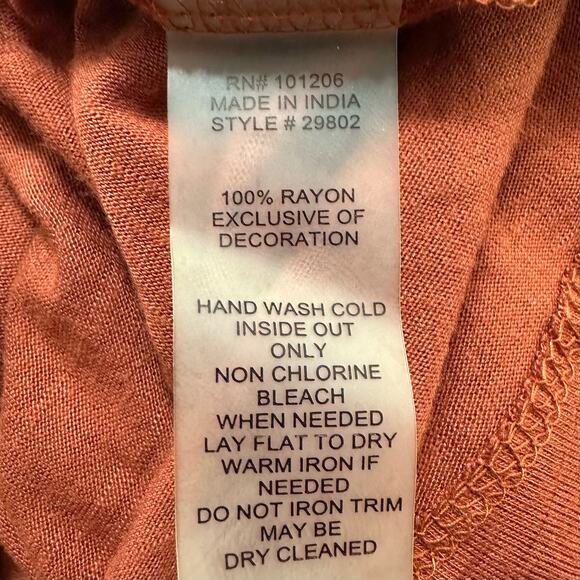 RN# 101206
MADE IN INDIA
STYLE # 29802
100% RAYON
EXCLUSIVE OF
DECORATION
HAND WASH COLD
INSIDE OUT
ONLY
NON CHLORINE
BLEACH
WHEN NEEDED
LAY FLAT TO DRY
WARM IRON IF
NEEDED
DO NOT IRON TRIM
MAY BE
DRY CLEANED